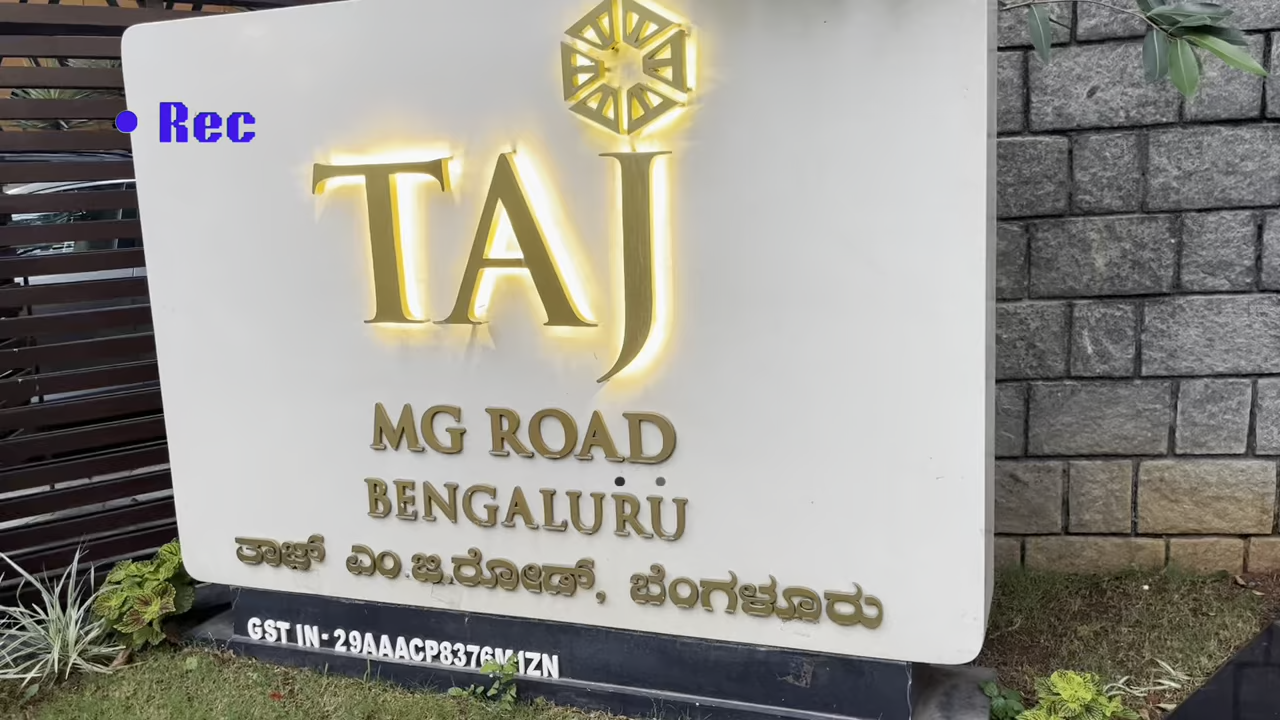 Rec
TAJ
MG ROAD
BENGALURU
ತಾಜ್ ಎಂ.ಜಿ.ರೋಡ್, ಬೆಂಗಳೂರು
GST IN-29AAACP8376M1ZN